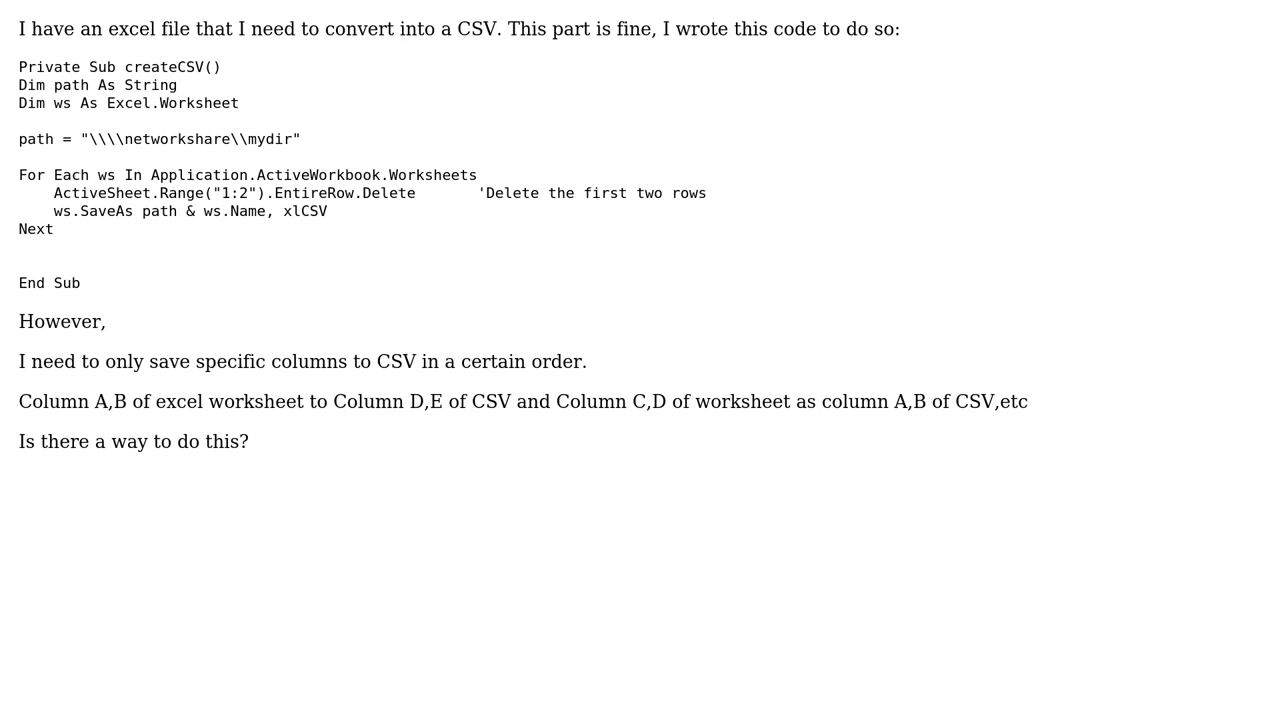 I have an excel file that I need to convert into a CSV. This part is fine, I wrote this code to do so:
Private Sub createCSV()
Dim path As String
Dim ws As Excel.Worksheet
path = "\\\\networkshare\\mydir"
For Each ws In Application.ActiveWorkbook.Worksheets
    ActiveSheet.Range("1:2").EntireRow.Delete       'Delete the first two rows
    ws.SaveAs path & ws.Name, xlCSV
Next
End Sub
However,
I need to only save specific columns to CSV in a certain order.
Column A,B of excel worksheet to Column D,E of CSV and Column C,D of worksheet as column A,B of CSV,etc
Is there a way to do this?